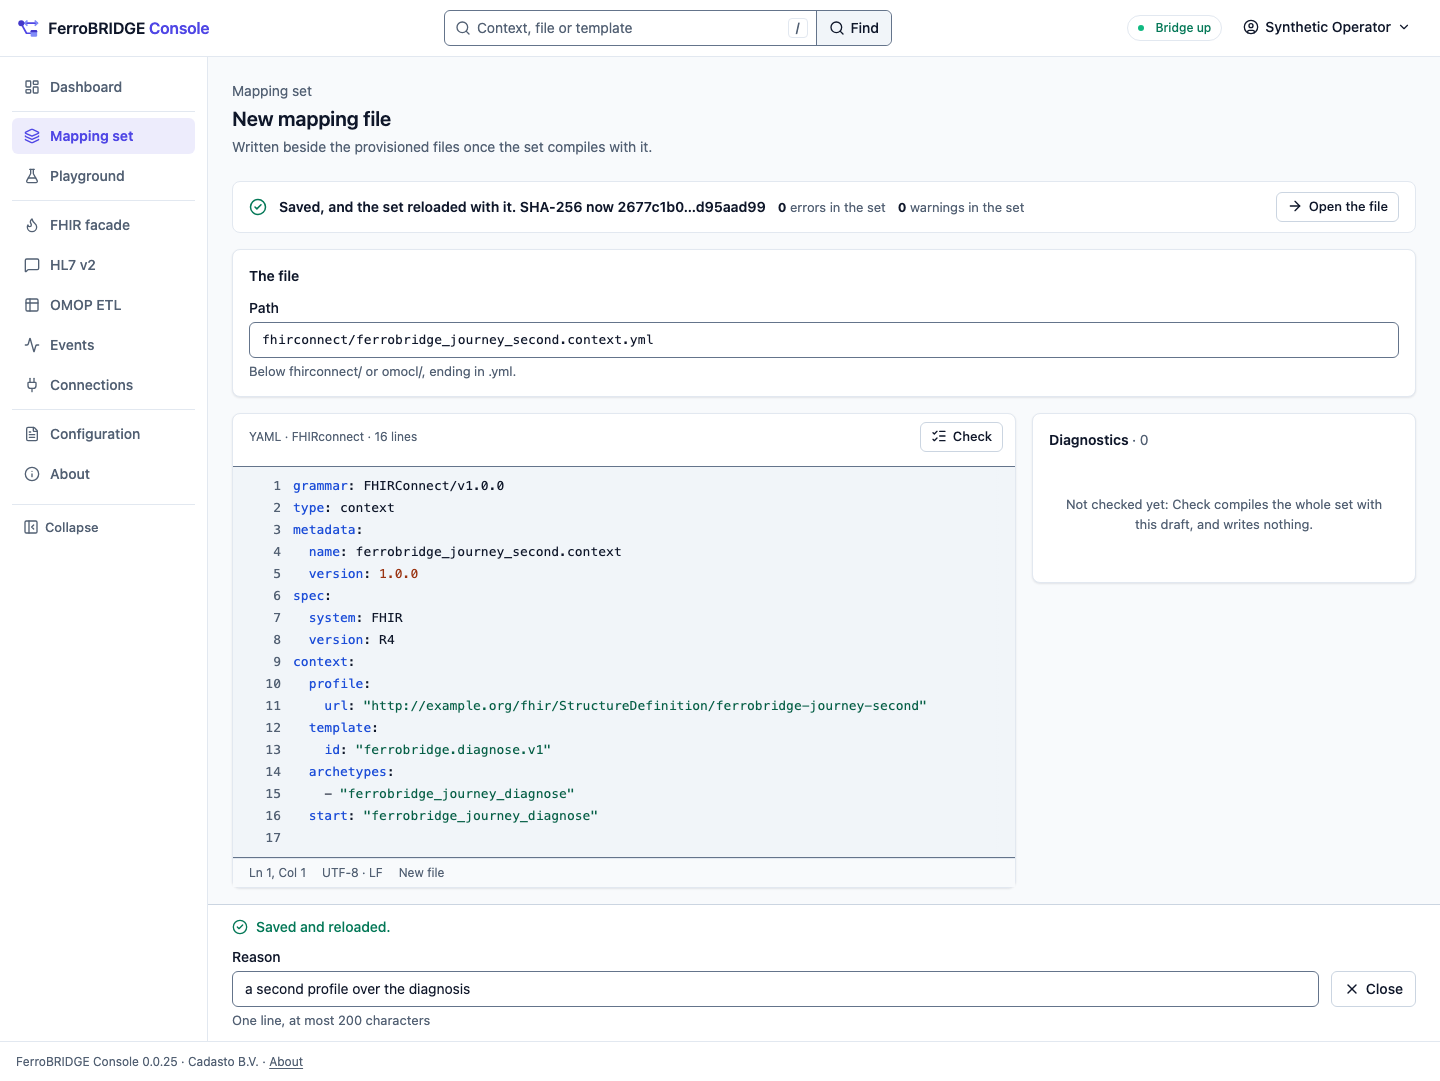 FerroBRIDGE Console
Context, file or template
/
Find
Bridge up
Synthetic Operator
Dashboard
Mapping set
Playground
FHIR facade
HL7 v2
OMOP ETL
Events
Connections
Configuration
About
Collapse
Mapping set
New mapping file
Written beside the provisioned files once the set compiles with it.
Saved, and the set reloaded with it. SHA-256 now 2677c1b0...d95aad99 0 errors in the set 0 warnings in the set
Open the file
The file
Path
fhirconnect/ferrobridge_journey_second.context.yml
Below fhirconnect/ or omocl/, ending in .yml.
YAML · FHIRconnect · 16 lines
Check
1 grammar: FHIRConnect/v1.0.0
2 type: context
3 metadata:
4 name: ferrobridge_journey_second.context
5 version: 1.0.0
6 spec:
7 system: FHIR
8 version: R4
9 context:
10 profile:
11 url: "http://example.org/fhir/StructureDefinition/ferrobridge-journey-second"
12 template:
13 id: "ferrobridge.diagnose.v1"
14 archetypes:
15 - "ferrobridge_journey_diagnose"
16 start: "ferrobridge_journey_diagnose"
17
Ln 1, Col 1 UTF-8 · LF New file
Diagnostics · 0
Not checked yet: Check compiles the whole set with
this draft, and writes nothing.
Saved and reloaded.
Reason
a second profile over the diagnosis
Close
One line, at most 200 characters
FerroBRIDGE Console 0.0.25 · Cadasto B.V. · About